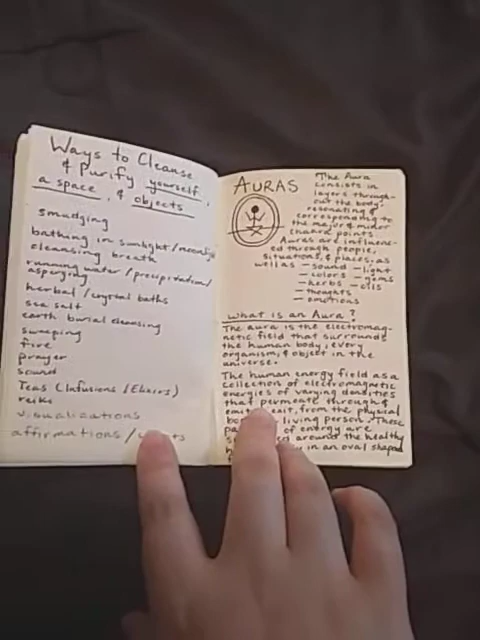 Ways to Cleanse
& Purify yourself,
a space, & objects
smudging
bathing in sunlight/moonlight
cleansing breath
running water/precipitation/
asperging
herbal/crystal baths
sea salt
earth burial cleansing
sweeping
fire
prayer
sound
Teas (Infusions/Elixirs)
reiki
visualizations
affirmations/
AURAS
The Aura
consists in
layers through-
out the body,
resonating &
corresponding to
the major & minor
chakra points.
Auras are influenc-
ed through people,
situations, & places, as
well as - sound - light
- colors - gems
- herbs - oils
- thoughts
- emotions
what is an Aura?
The aura is the electromag-
netic field that surrounds
the human body, every
organism, & object in the
universe.
The human energy field as a
collection of electromagnetic
energies of varying densities
that permeate through &
emit exit, from the physical
living person. These
of energy are
around the healthy
in an oval shaped